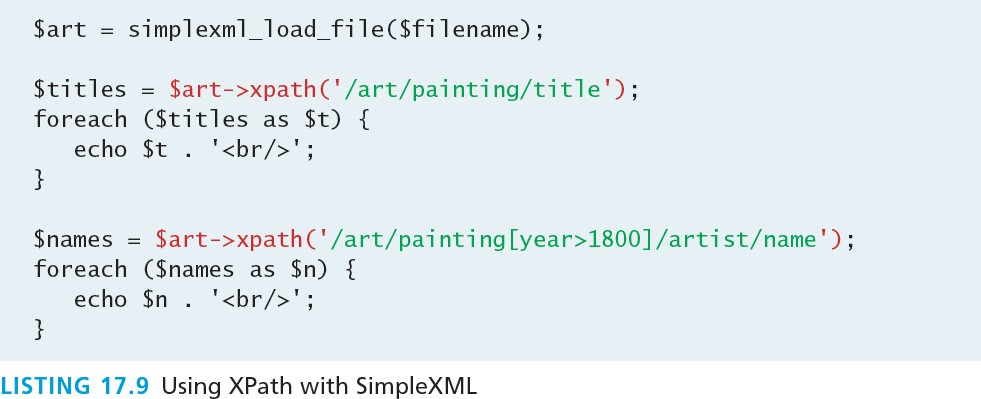 $art = simplexml_load_file($filename);
$titles = $art->xpath('/art/painting/title');
foreach ($titles as $t) {
echo $t . '<br/>';
}
$names = $art->xpath('/art/painting[year>1800]/artist/name');
foreach ($names as $n) {
echo $n . '<br/>';
}
LISTING 17.9 Using XPath with SimpleXML